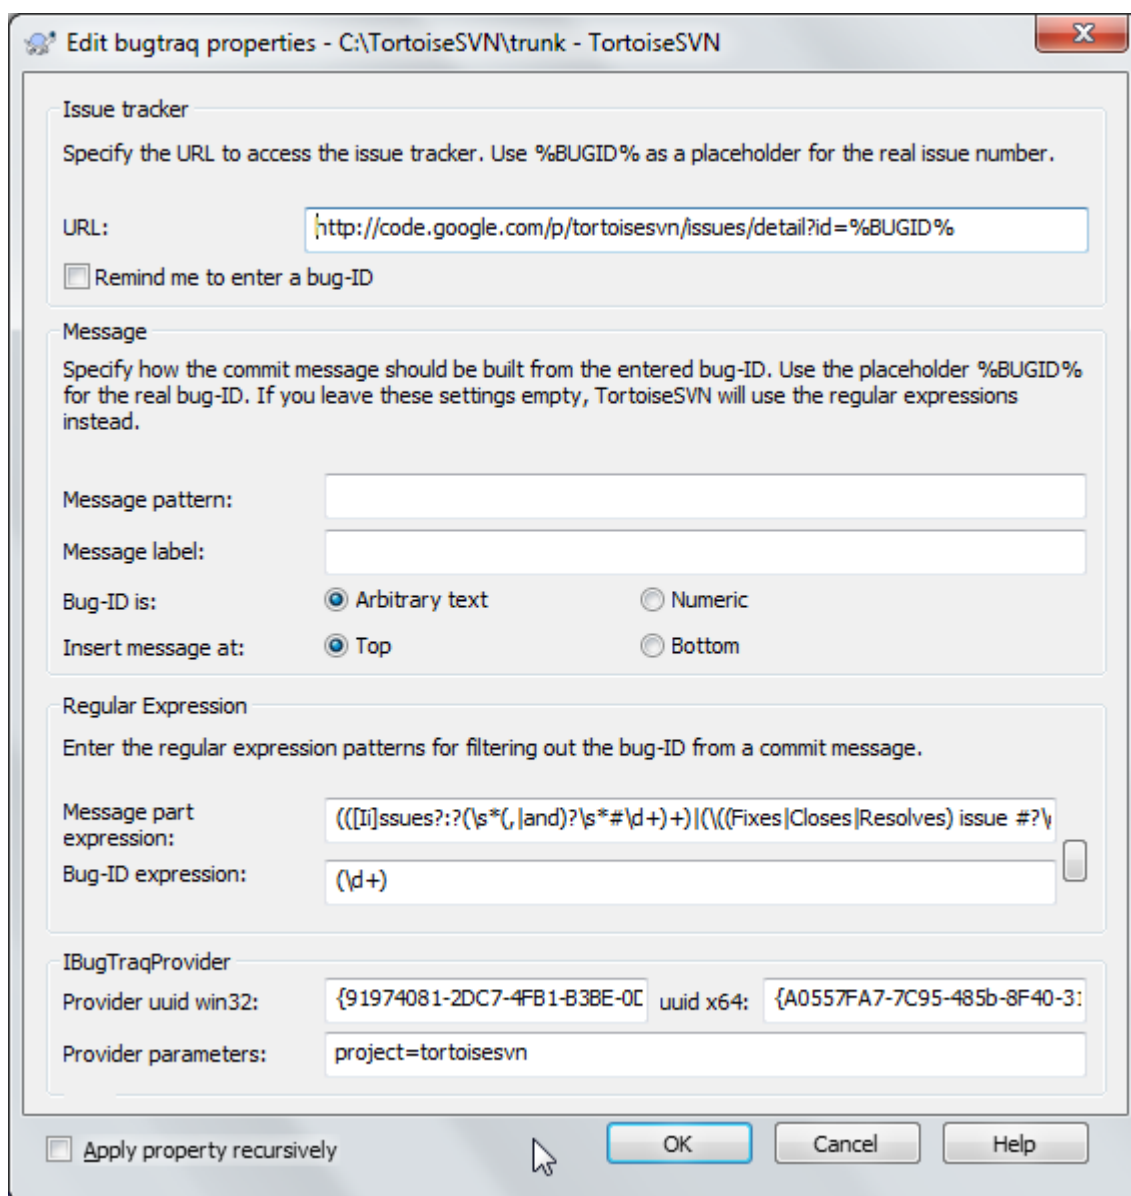 Edit bugtraq properties - C:\TortoiseSVN\trunk - TortoiseSVN
Issue tracker
Specify the URL to access the issue tracker. Use %BUGID% as a placeholder for the real issue number.
URL: http://code.google.com/p/tortoisesvn/issues/detail?id=%BUGID%
Remind me to enter a bug-ID
Message
Specify how the commit message should be built from the entered bug-ID. Use the placeholder %BUGID%
for the real bug-ID. If you leave these settings empty, TortoiseSVN will use the regular expressions
instead.
Message pattern:
Message label:
Bug-ID is: Arbitrary text Numeric
Insert message at: Top Bottom
Regular Expression
Enter the regular expression patterns for filtering out the bug-ID from a commit message.
Message part
expression: (([Ii]ssues?:?(\s*(,|and)?\s*#\d+)+)|(\((Fixes|Closes|Resolves) issue #?\
Bug-ID expression: (\d+)
IBugTraqProvider
Provider uuid win32: {91974081-2DC7-4FB1-B3BE-0D uuid x64: {A0557FA7-7C95-485b-8F40-31
Provider parameters: project=tortoisesvn
Apply property recursively OK Cancel Help